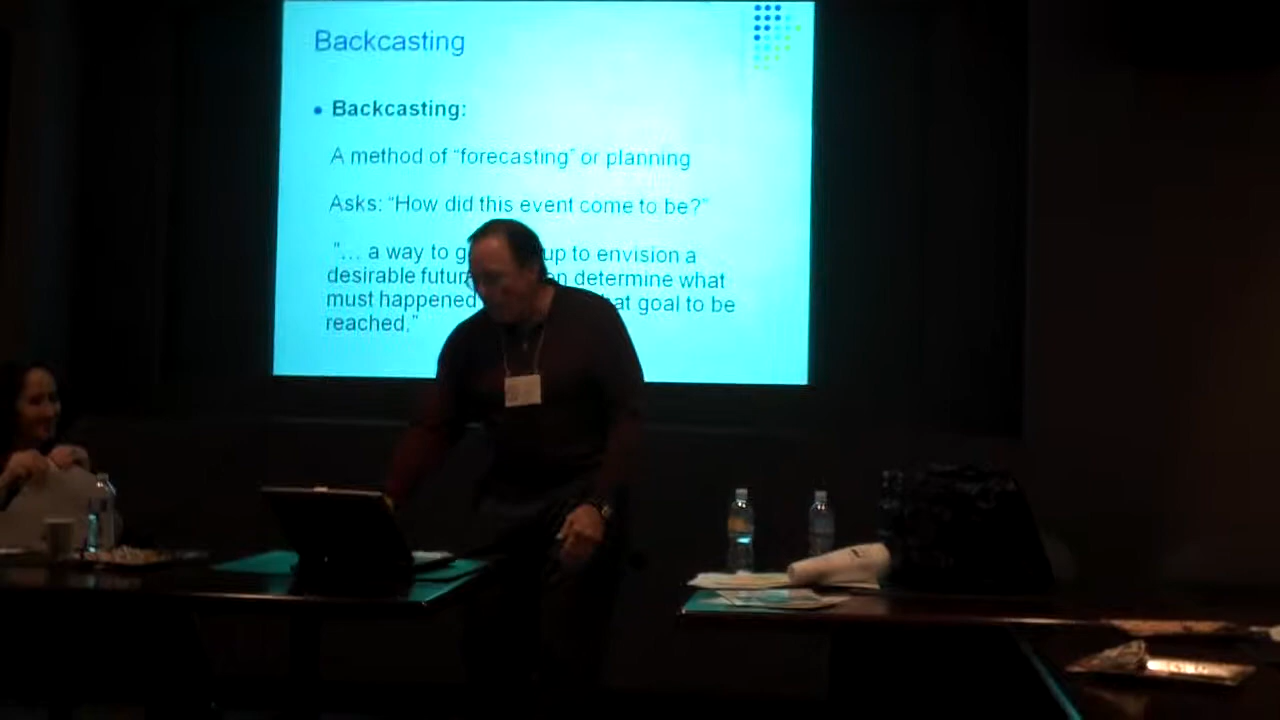 Backcasting
• Backcasting:
A method of “forecasting” or planning
Asks: “How did this event come to be?”
"... a way to g up to envision a
desirable futur determine what
must happened hat goal to be
reached."